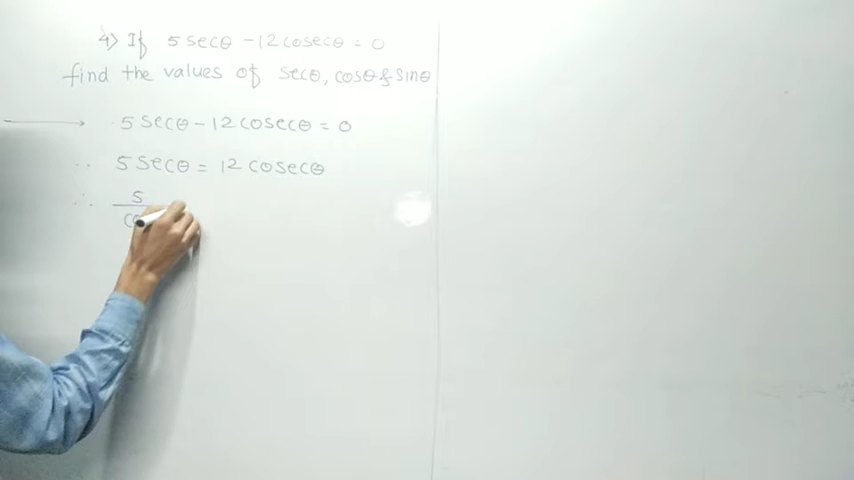 4> If 5 secθ - 12 cosecθ = 0
find the values of secθ, cosθ & sinθ
→ 5 secθ - 12 cosecθ = 0
∴ 5 secθ = 12 cosecθ
∴ 5
co